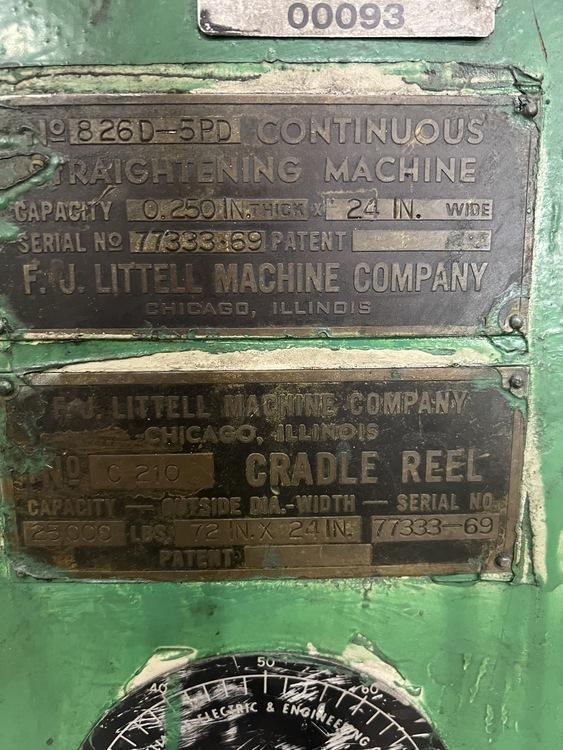 00093
No 826D-5PD CONTINUOUS
STRAIGHTENING MACHINE
CAPACITY 0.250 IN. THICK X 24 IN. WIDE
SERIAL No 77333-69 PATENT
F. J. LITTELL MACHINE COMPANY
CHICAGO, ILLINOIS
F. J. LITTELL MACHINE COMPANY
CHICAGO, ILLINOIS
No C 210 CRADLE REEL
CAPACITY — OUTSIDE DIA.-WIDTH — SERIAL NO.
25,000 LBS. 72 IN. X 24 IN. 77333-69
PATENT
40 50 60
ELECTRIC & ENGINEERING